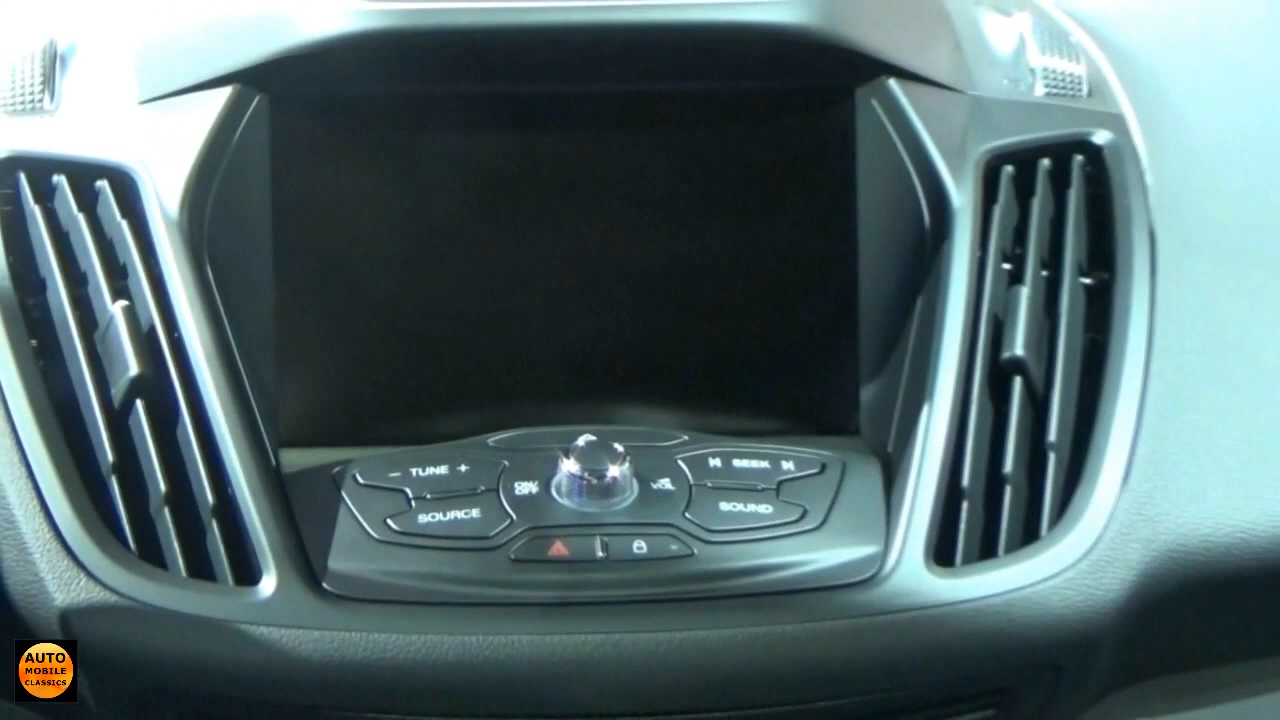 – TUNE +
SEEK
ON/
OFF
VOL
SOURCE
SOUND
AUTO
MOBILE
CLASSICS